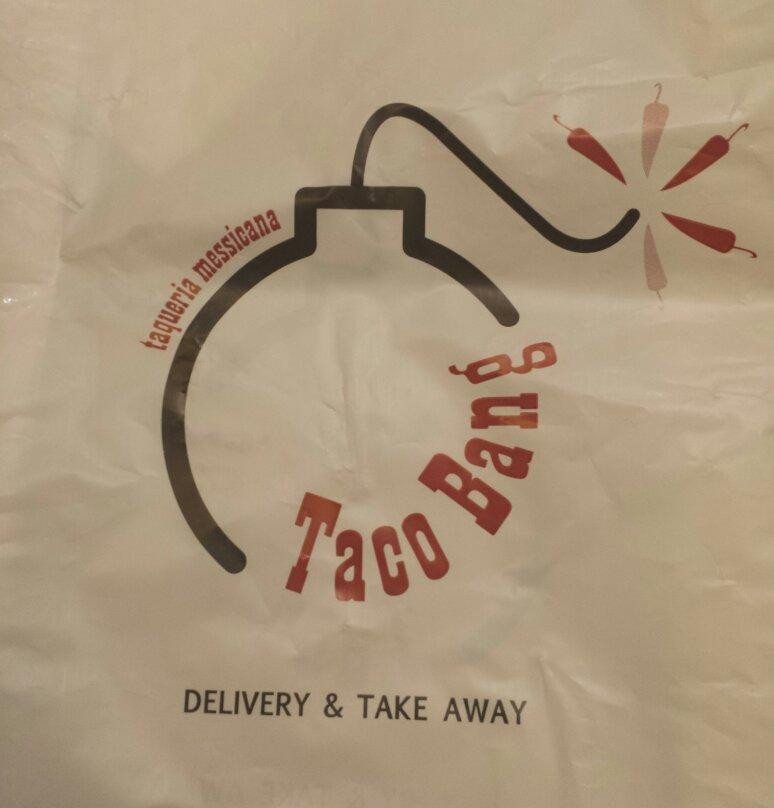 taqueria messicana
Taco Bang
DELIVERY & TAKE AWAY